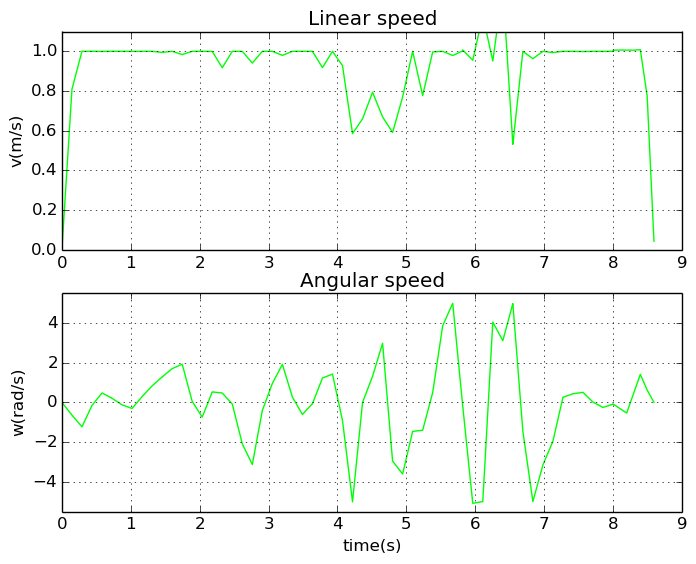 Linear speed
v(m/s)
1.0
0.8
0.6
0.4
0.2
0.0
0 1 2 3 4 5 6 7 8 9
Angular speed
w(rad/s)
4
2
0
−2
−4
0 1 2 3 4 5 6 7 8 9
time(s)